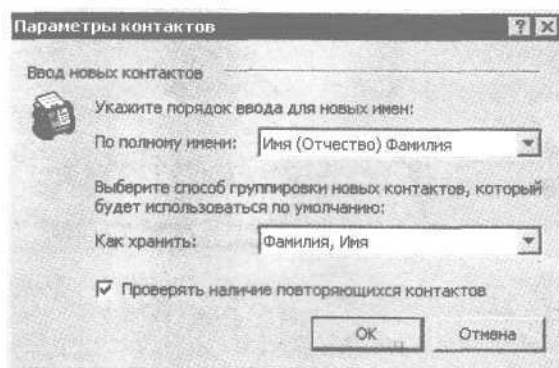 Параметры контактов
Ввод новых контактов
Укажите порядок ввода для новых имен:
По полному имени: Имя (Отчество) Фамилия
Выберите способ группировки новых контактов, который
будет использоваться по умолчанию:
Как хранить: Фамилия, Имя
Проверять наличие повторяющихся контактов
OK Отмена